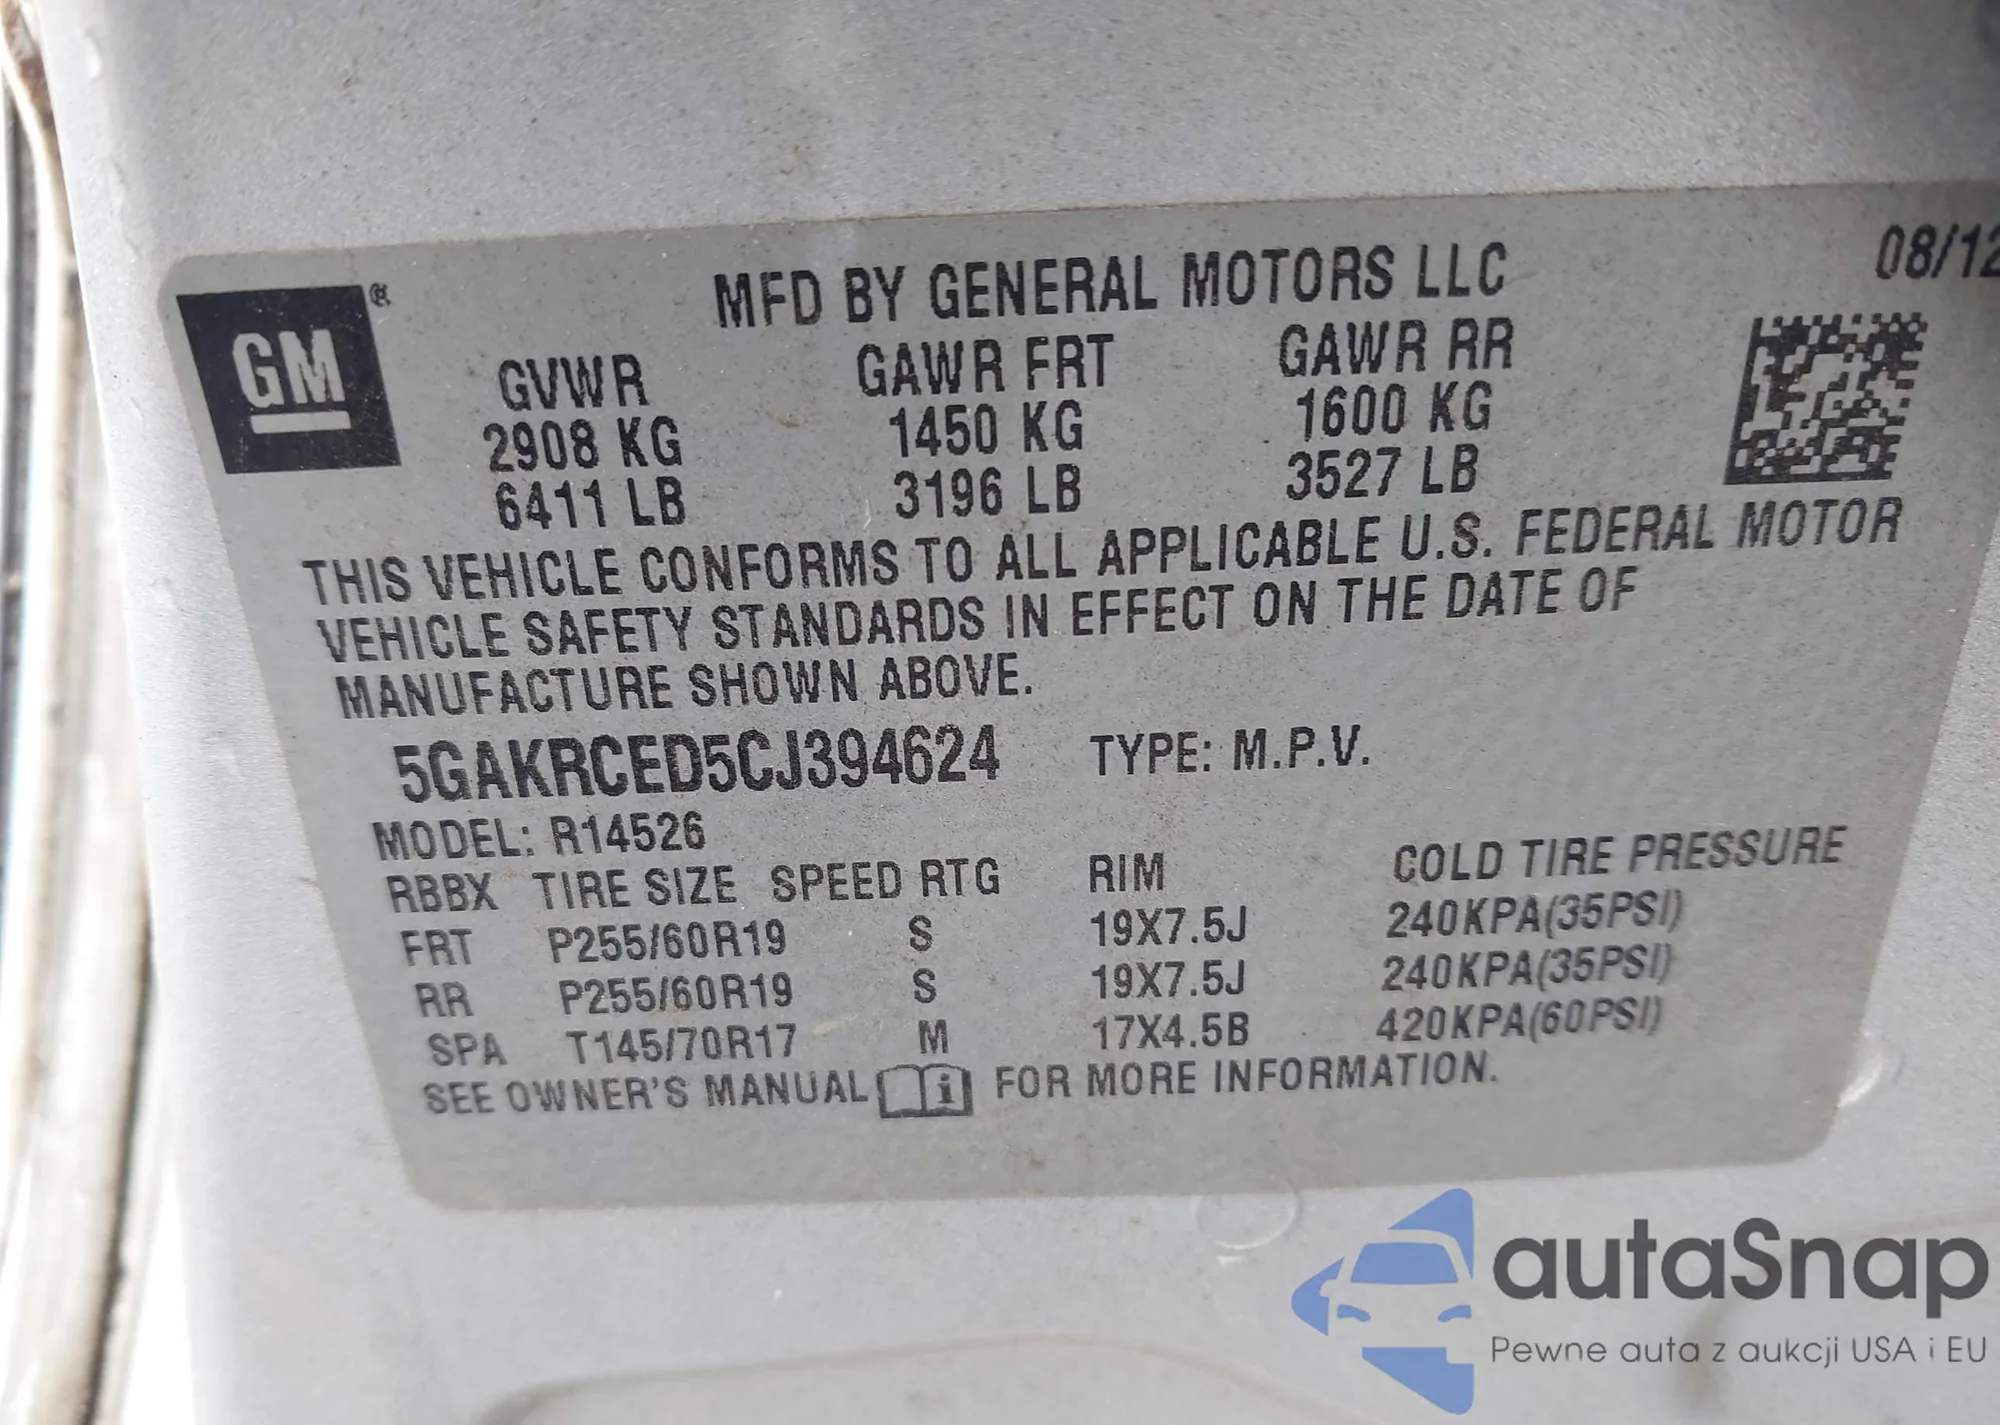 08/12
MFD BY GENERAL MOTORS LLC
GM®
GVWR GAWR FRT GAWR RR
2908 KG 1450 KG 1600 KG
6411 LB 3196 LB 3527 LB
THIS VEHICLE CONFORMS TO ALL APPLICABLE U.S. FEDERAL MOTOR
VEHICLE SAFETY STANDARDS IN EFFECT ON THE DATE OF
MANUFACTURE SHOWN ABOVE.
5GAKRCED5CJ394624 TYPE: M.P.V.
MODEL: R14526
RBBX TIRE SIZE SPEED RTG RIM COLD TIRE PRESSURE
FRT P255/60R19 S 19X7.5J 240KPA(35PSI)
RR P255/60R19 S 19X7.5J 240KPA(35PSI)
SPA T145/70R17 M 17X4.5B 420KPA(60PSI)
SEE OWNER'S MANUAL i FOR MORE INFORMATION.
autaSnap
Pewne auta z aukcji USA i EU